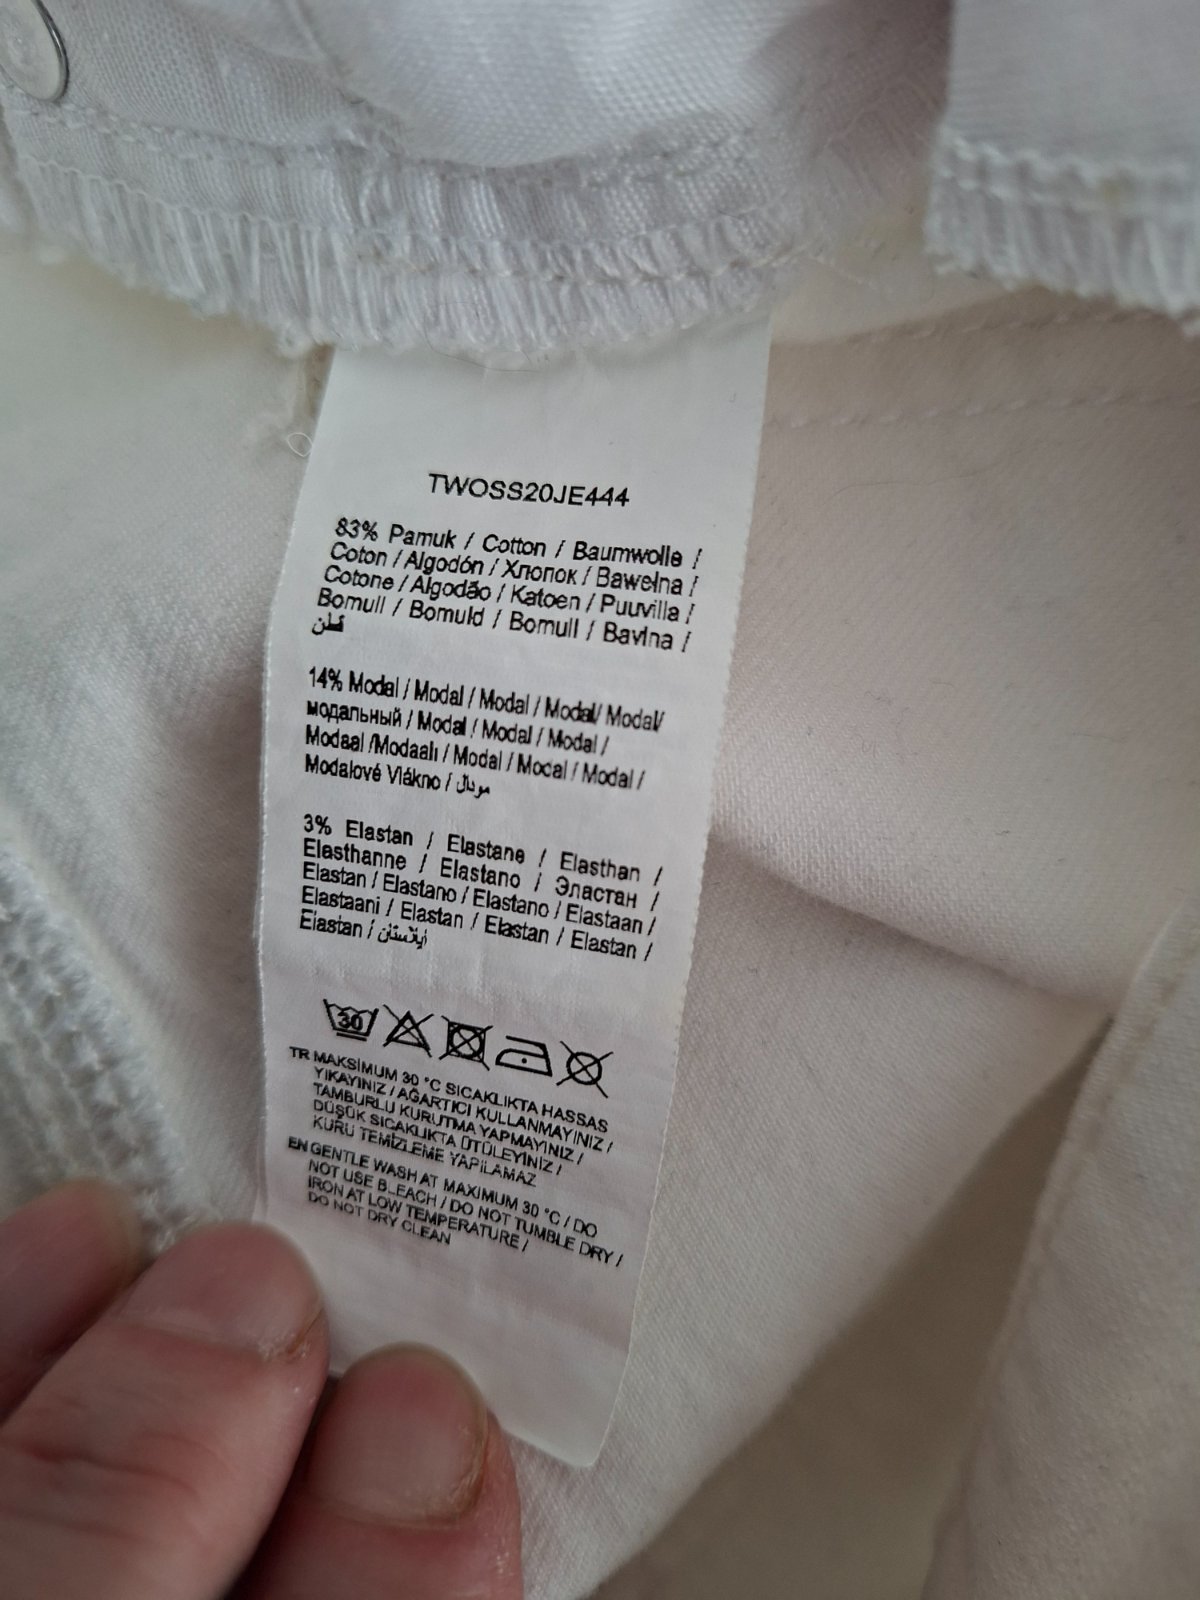 TWOSS20JE444
83% Pamuk / Cotton / Baumwolle /
Coton / Algodón / Хлопок / Bawełna /
Cotone / Algodão / Katoen / Puuvilla /
Bomull / Bomuld / Bomull / Bavlna /
قطن
14% Modal / Modal / Modal / Modal/ Modal/
модальный / Modal / Modal / Modal /
Modaal /Modaalı / Modal / Modal / Modal /
Modalové Vlákno / مودال
3% Elastan / Elastane / Elasthan /
Elasthanne / Elastano / Эластан /
Elastan / Elastano / Elastano / Elastaan /
Elastaani / Elastan / Elastan / Elastan /
Elastan /
30
TR MAKSİMUM 30 °C SICAKLIKTA HASSAS
YIKAYINIZ / AĞARTICI KULLANMAYINIZ /
TAMBURLU KURUTMA YAPMAYINIZ /
DÜŞÜK SICAKLIKTA ÜTÜLEYİNİZ /
KURU TEMİZLEME YAPILAMAZ
EN GENTLE WASH AT MAXIMUM 30 °C / DO
NOT USE BLEACH / DO NOT TUMBLE DRY /
IRON AT LOW TEMPERATURE /
DO NOT DRY CLEAN